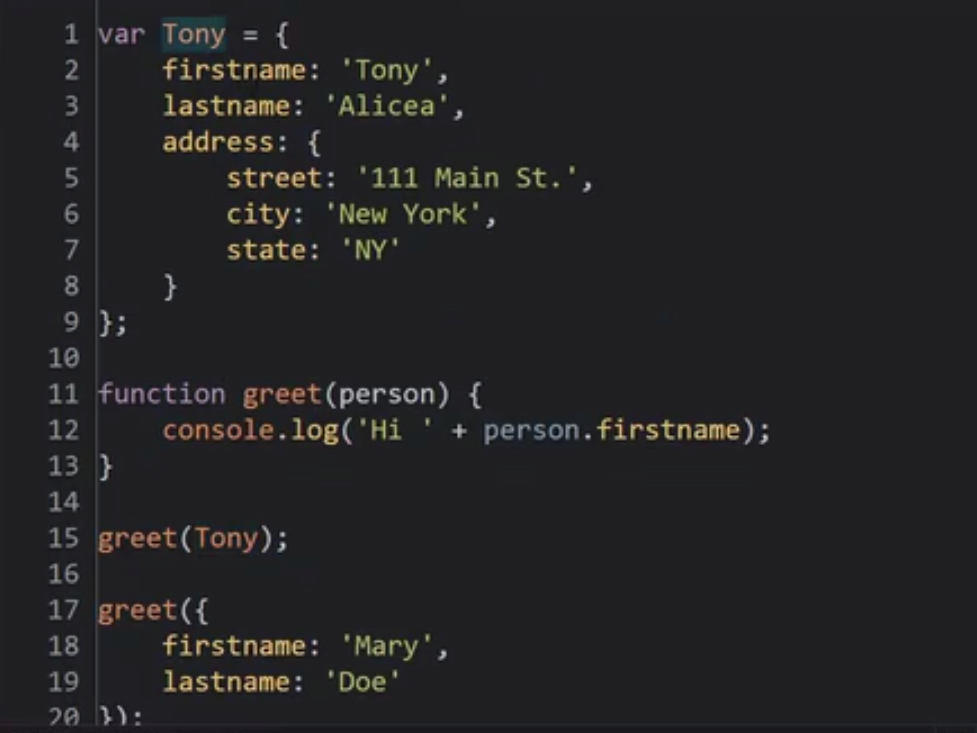 1 var Tony = {
2     firstname: 'Tony',
3     lastname: 'Alicea',
4     address: {
5         street: '111 Main St.',
6         city: 'New York',
7         state: 'NY'
8     }
9 };
10
11 function greet(person) {
12     console.log('Hi ' + person.firstname);
13 }
14
15 greet(Tony);
16
17 greet({
18     firstname: 'Mary',
19     lastname: 'Doe'
20 });